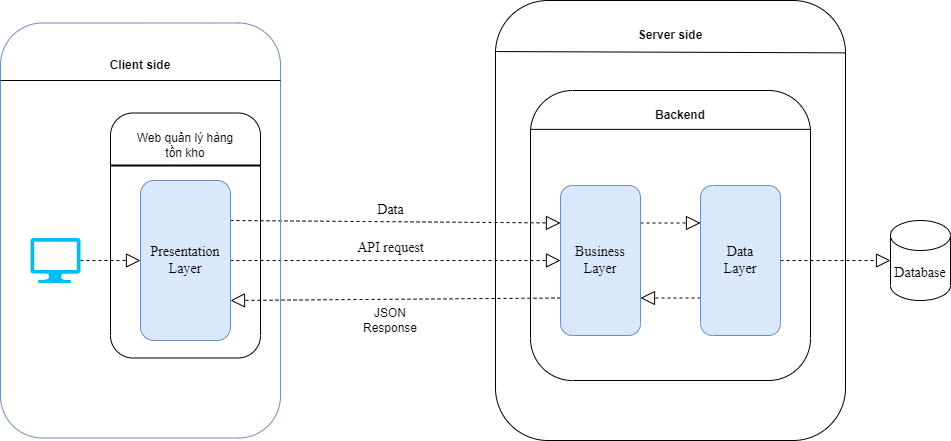 Client side
Server side
Web quản lý hàng
tồn kho
Backend
Presentation
Layer
Data
API request
JSON
Response
Business
Layer
Data
Layer
Database